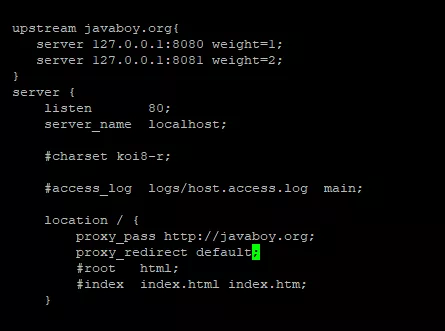 upstream javaboy.org{
   server 127.0.0.1:8080 weight=1;
   server 127.0.0.1:8081 weight=2;
}
server {
    listen       80;
    server_name  localhost;

    #charset koi8-r;

    #access_log  logs/host.access.log  main;

    location / {
        proxy_pass http://javaboy.org;
        proxy_redirect default;
        #root   html;
        #index  index.html index.htm;
    }